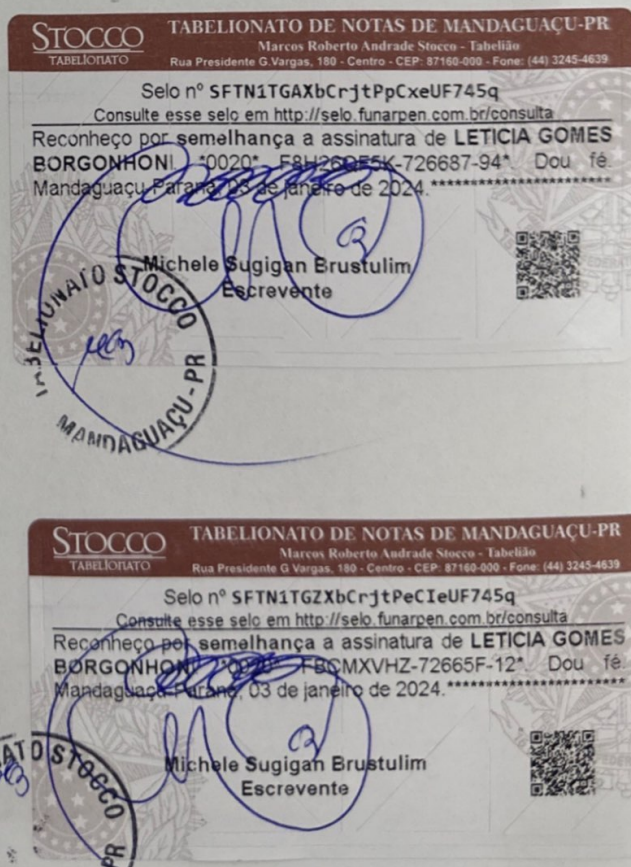 STOCCO
TABELIONATO
TABELIONATO DE NOTAS DE MANDAGUAÇU-PR
Marcos Roberto Andrade Stocco - Tabelião
Rua Presidente G.Vargas, 180 - Centro - CEP: 87160-000 - Fone: (44) 3245-4639
Selo nº SFTN1TGAXbCrjtPpCxeUF745q
Consulte esse selo em http://selo.funarpen.com.br/consulta
Reconheço por semelhança a assinatura de LETICIA GOMES
BORGONHONI *0020* -726687-94*. Dou fé.
Mandaguaçu-Paraná, 03 de janeiro de 2024.
Michele Sugigan Brustulim
Escrevente
TABELIONATO STOCCO
MANDAGUAÇU-PR
STOCCO
TABELIONATO
TABELIONATO DE NOTAS DE MANDAGUAÇU-PR
Marcos Roberto Andrade Stocco - Tabelião
Rua Presidente G.Vargas, 180 - Centro - CEP: 87160-000 - Fone: (44) 3245-4639
Selo nº SFTN1TGZXbCrjtPeCIeUF745q
Consulte esse selo em http://selo.funarpen.com.br/consulta
Reconheço por semelhança a assinatura de LETICIA GOMES
BORGONHONI FBCMXVHZ-72665F-12*. Dou fé.
Mandaguaçu-Paraná, 03 de janeiro de 2024.
Michele Sugigan Brustulim
Escrevente
ATO STOCCO
PR